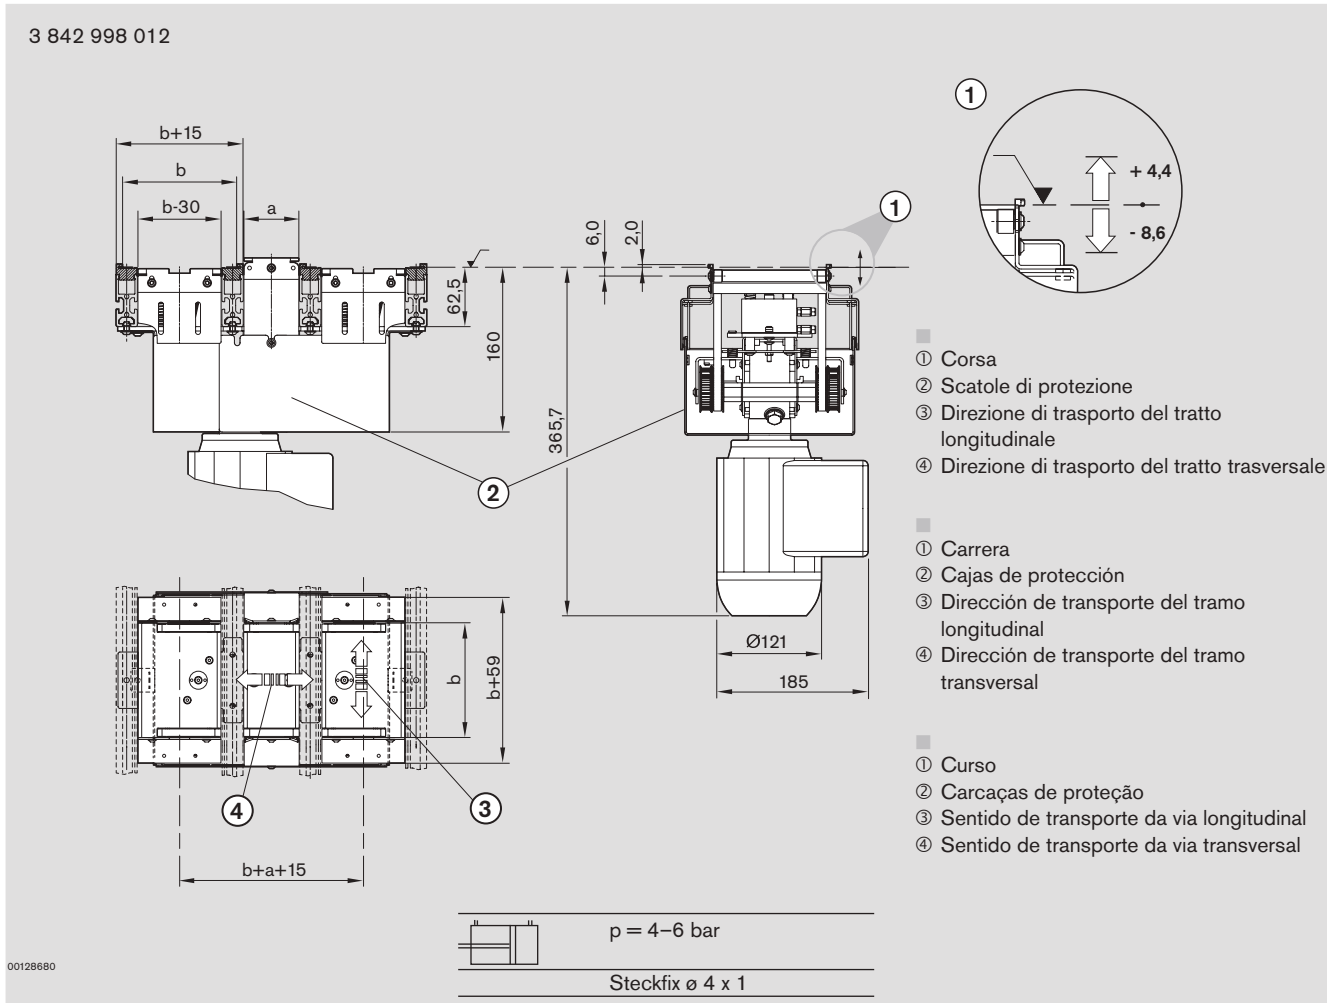 3 842 998 012
b+15
b
b-30
a
62,5
160
6,0
2,0
1
365,7
2
Ø121
185
1
+ 4,4
- 8,6
① Corsa
② Scatole di protezione
③ Direzione di trasporto del tratto
longitudinale
④ Direzione di trasporto del tratto trasversale
① Carrera
② Cajas de protección
③ Dirección de transporte del tramo
longitudinal
④ Dirección de transporte del tramo
transversal
① Curso
② Carcaças de proteção
③ Sentido de transporte da via longitudinal
④ Sentido de transporte da via transversal
b
b+59
4
3
b+a+15
p = 4–6 bar
Steckfix ø 4 x 1
00128680